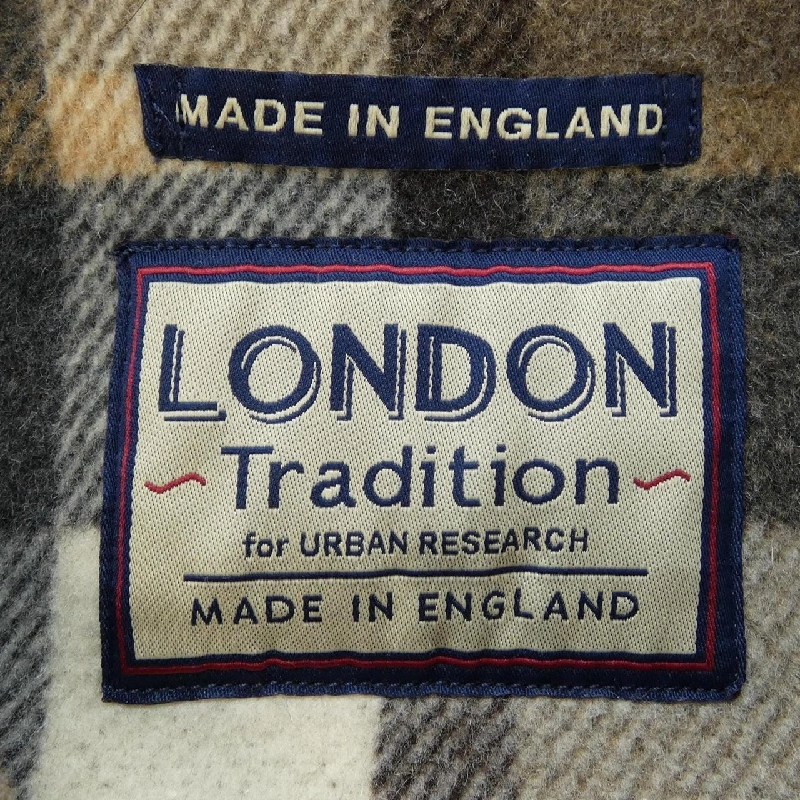 MADE IN ENGLAND
LONDON
~Tradition~
for URBAN RESEARCH
MADE IN ENGLAND